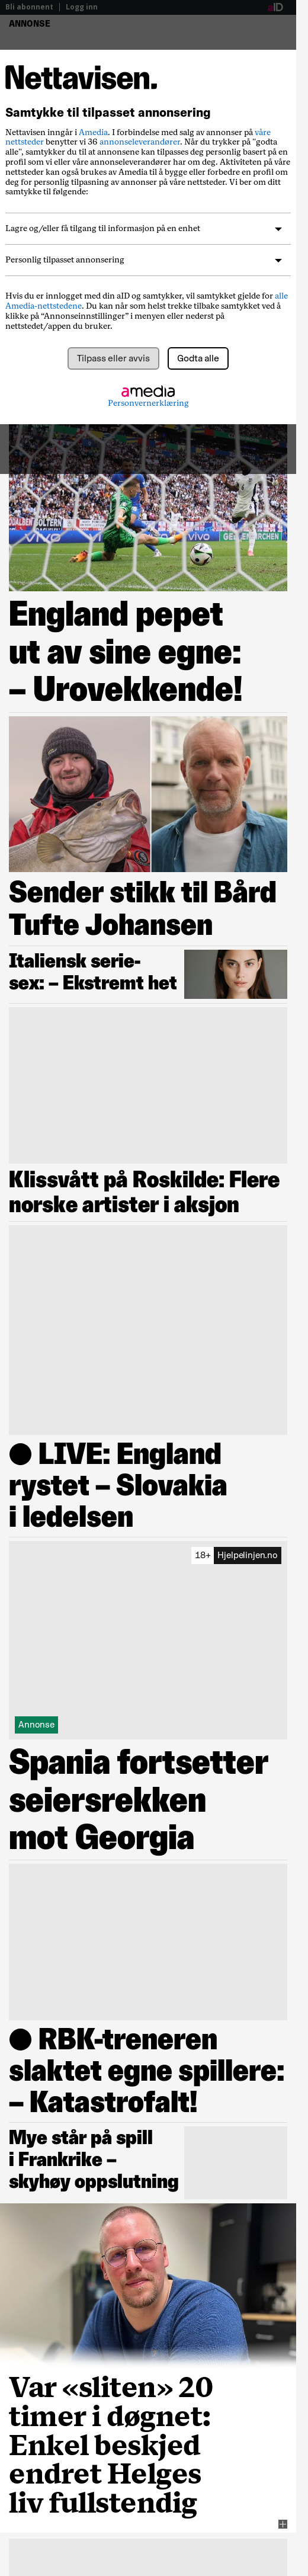 Bli abonnent | Logg inn
aID
ANNONSE
Nettavisen.
Samtykke til tilpasset annonsering
Nettavisen inngår i Amedia. I forbindelse med salg av annonser på våre
nettsteder benytter vi 36 annonseleverandører. Når du trykker på "godta
alle", samtykker du til at annonsene kan tilpasses deg personlig basert på en
profil som vi eller våre annonseleverandører har om deg. Aktiviteten på våre
nettsteder kan også brukes av Amedia til å bygge eller forbedre en profil om
deg for personlig tilpasning av annonser på våre nettsteder. Vi ber om ditt
samtykke til følgende:
Lagre og/eller få tilgang til informasjon på en enhet
Personlig tilpasset annonsering
Hvis du er innlogget med din aID og samtykker, vil samtykket gjelde for alle
Amedia-nettstedene. Du kan når som helst trekke tilbake samtykket ved å
klikke på “Annonseinnstillinger” i menyen eller nederst på
nettstedet/appen du bruker.
Tilpass eller avvis
Godta alle
amedia
Personvernerklæring
VIVO
VIVO
GELSENKIRCHEN
England pepet
ut av sine egne:
– Urovekkende!
Sender stikk til Bård
Tufte Johansen
Italiensk serie-
sex: – Ekstremt het
Klissvått på Roskilde: Flere
norske artister i aksjon
● LIVE: England
rystet – Slovakia
i ledelsen
18+ Hjelpelinjen.no
Annonse
Spania fortsetter
seiersrekken
mot Georgia
● RBK-treneren
slaktet egne spillere:
– Katastrofalt!
Mye står på spill
i Frankrike –
skyhøy oppslutning
Var «sliten» 20
timer i døgnet:
Enkel beskjed
endret Helges
liv fullstendig